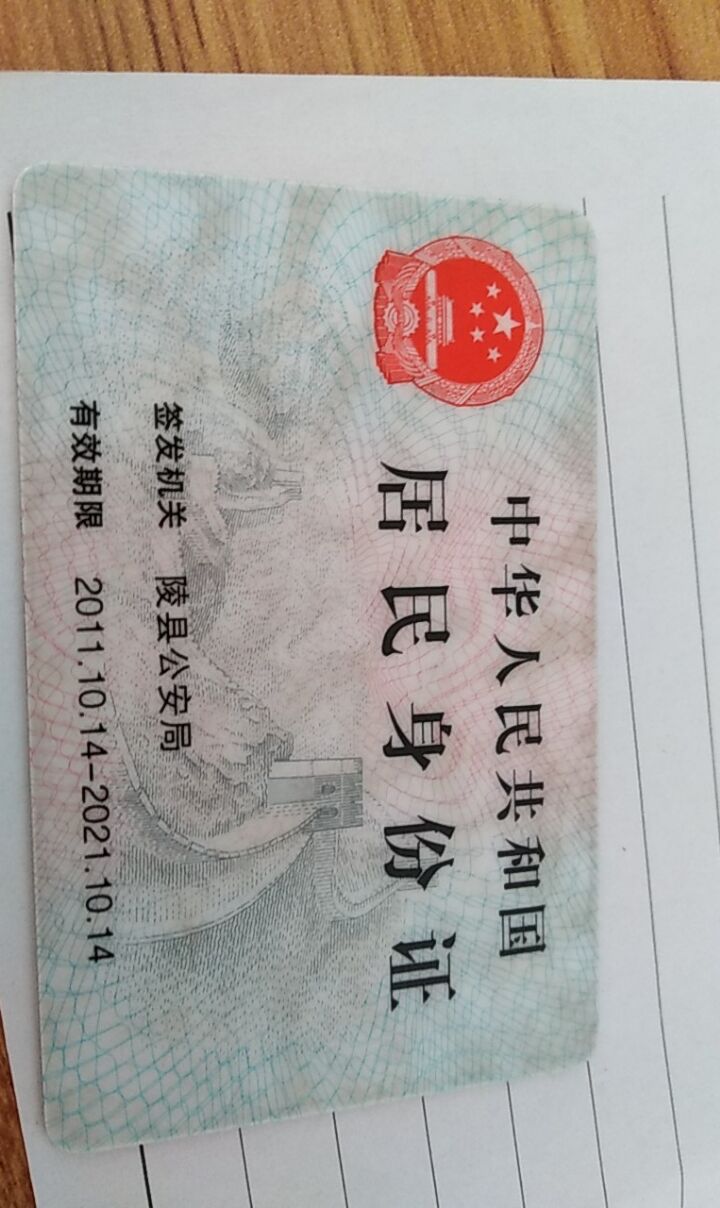 中华人民共和国
居民身份证
签发机关 陵县公安局
有效期限 2011.10.14-2021.10.14